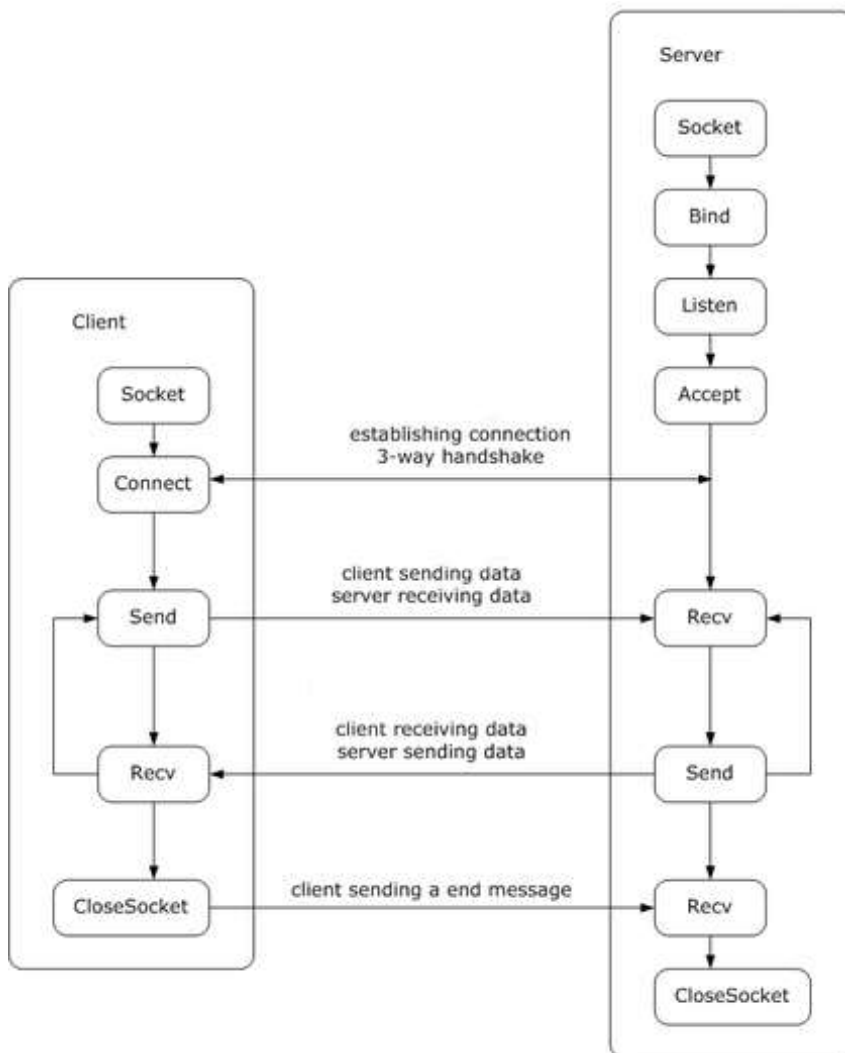 Server
Socket
Bind
Listen
Accept
Client
Socket
Connect
establishing connection
3-way handshake
client sending data
server receiving data
Send
Recv
client receiving data
server sending data
Recv
Send
CloseSocket
client sending a end message
Recv
CloseSocket